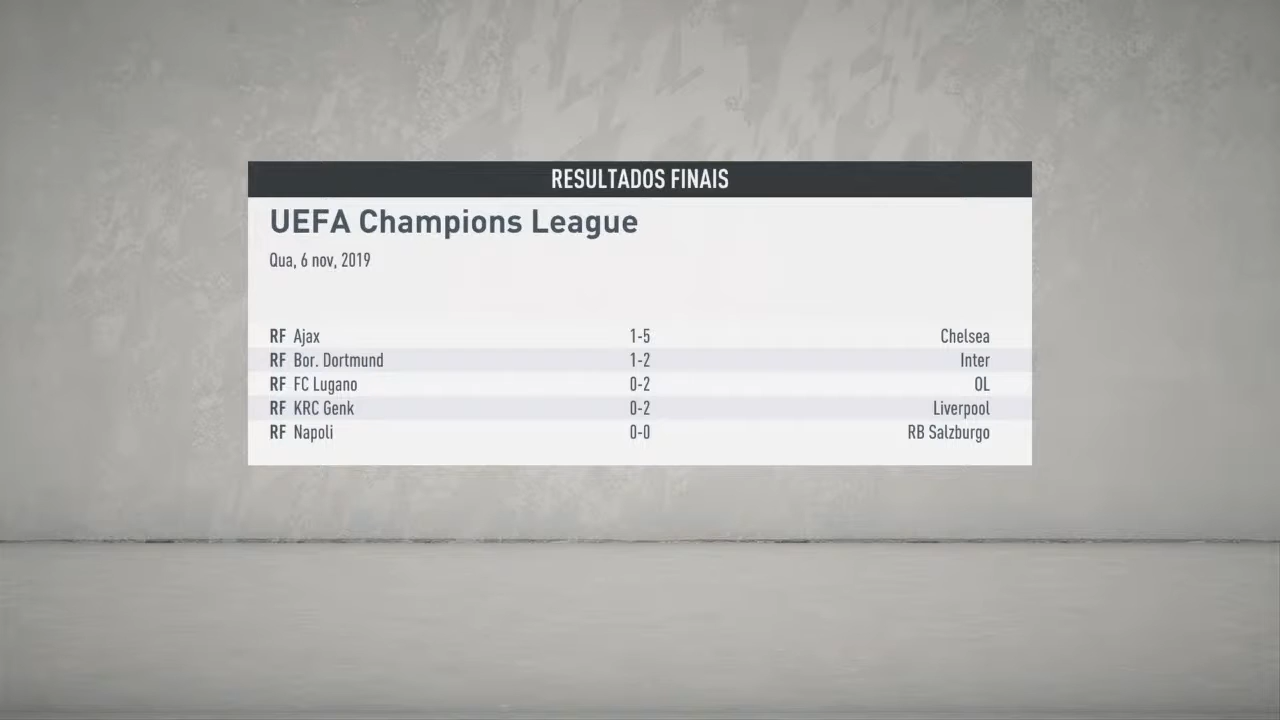 RESULTADOS FINAIS
UEFA Champions League
Qua, 6 nov, 2019
RF Ajax 1-5 Chelsea
RF Bor. Dortmund 1-2 Inter
RF FC Lugano 0-2 OL
RF KRC Genk 0-2 Liverpool
RF Napoli 0-0 RB Salzburgo